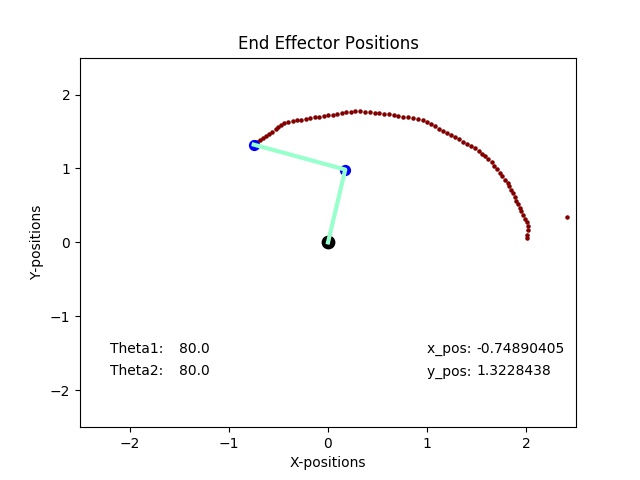 End Effector Positions
2
1
0
−1
−2
Y-positions
Theta1: 80.0
Theta2: 80.0
x_pos: -0.74890405
y_pos: 1.3228438
−2 −1 0 1 2
X-positions